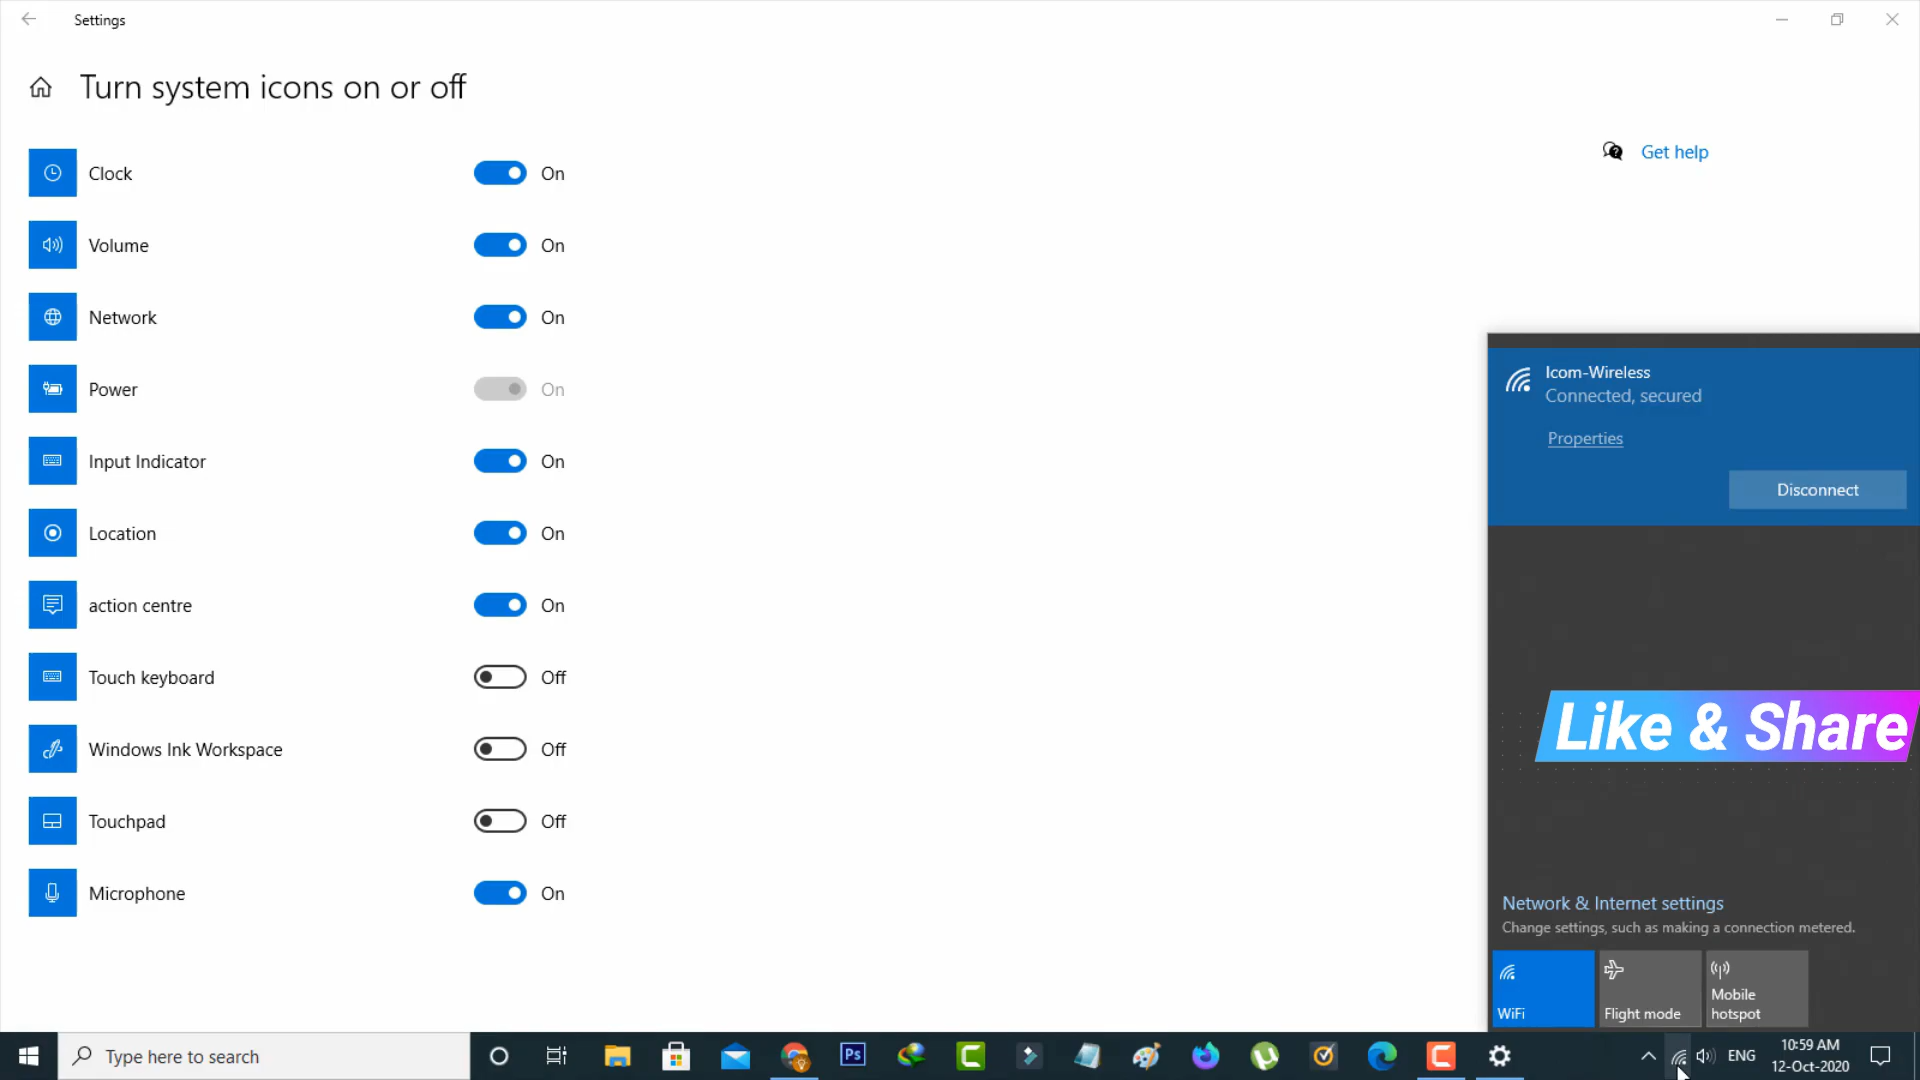 Settings
Turn system icons on or off
Get help
Clock On
Volume On
Network On
Power On
Input Indicator On
Location On
action centre On
Touch keyboard Off
Windows Ink Workspace Off
Touchpad Off
Microphone On
Icom-Wireless
Connected, secured
Properties
Disconnect
Like & Share
Network & Internet settings
Change settings, such as making a connection metered.
WiFi
Flight mode
Mobile
hotspot
Type here to search
Ps
ENG
10:59 AM
12-Oct-2020